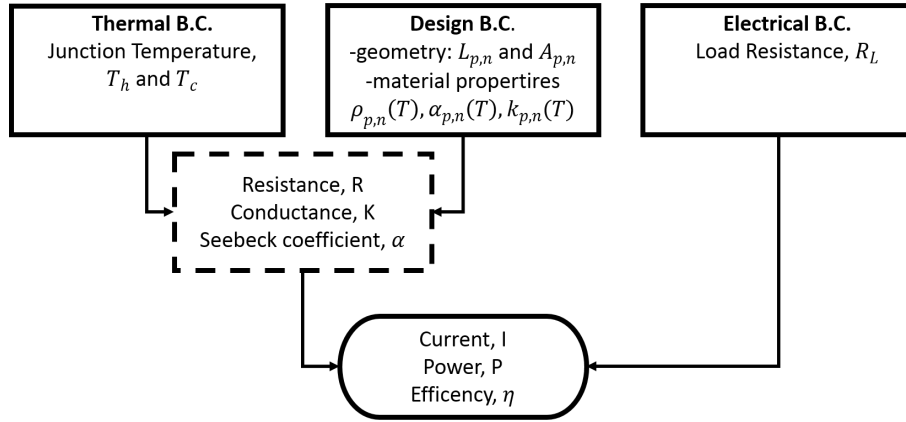 Thermal B.C.
Junction Temperature,
T_h and T_c
Design B.C.
-geometry: L_{p,n} and A_{p,n}
-material propertires
ρ_{p,n}(T), α_{p,n}(T), k_{p,n}(T)
Electrical B.C.
Load Resistance, R_L
Resistance, R
Conductance, K
Seebeck coefficient, α
Current, I
Power, P
Efficency, η